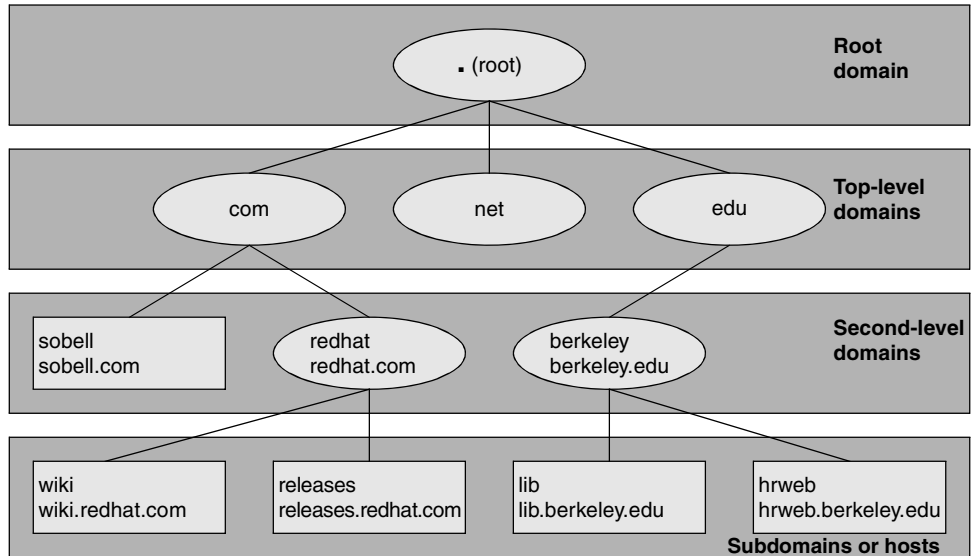 . (root)
Root
domain
com
net
edu
Top-level
domains
sobell
sobell.com
redhat
redhat.com
berkeley
berkeley.edu
Second-level
domains
wiki
wiki.redhat.com
releases
releases.redhat.com
lib
lib.berkeley.edu
hrweb
hrweb.berkeley.edu
Subdomains or hosts